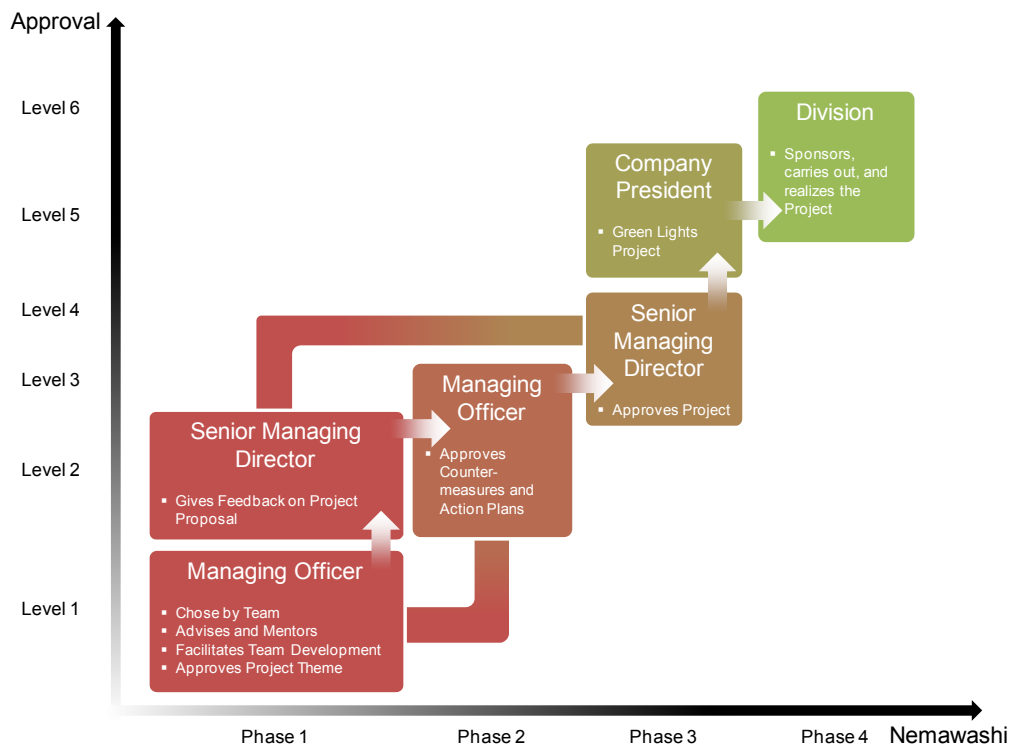 Approval
Level 6
Level 5
Level 4
Level 3
Level 2
Level 1
Division
▪ Sponsors,
carries out, and
realizes the
Project
Company
President
▪ Green Lights
Project
Senior
Managing
Director
▪ Approves Project
Managing
Officer
▪ Approves
Counter-
measures and
Action Plans
Senior Managing
Director
▪ Gives Feedback on Project
Proposal
Managing Officer
▪ Chose by Team
▪ Advises and Mentors
▪ Facilitates Team Development
▪ Approves Project Theme
Phase 1
Phase 2
Phase 3
Phase 4
Nemawashi